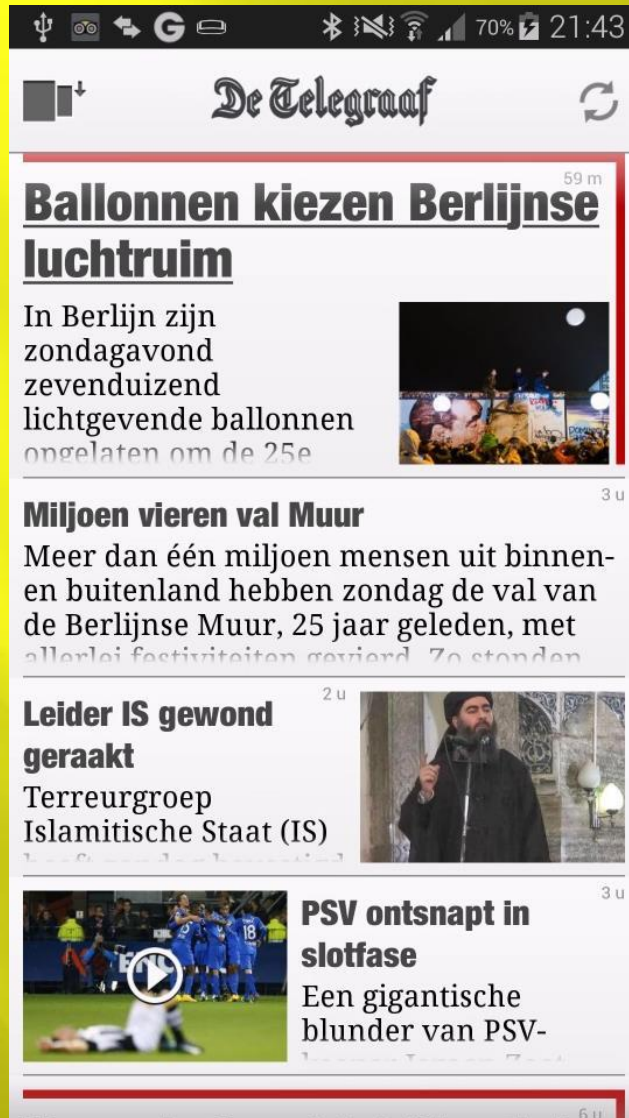 70% 21:43
De Telegraaf
59 m
Ballonnen kiezen Berlijnse
luchtruim
In Berlijn zijn
zondagavond
zevenduizend
lichtgevende ballonnen
opgelaten om de 25e
3 u
Miljoen vieren val Muur
Meer dan één miljoen mensen uit binnen-
en buitenland hebben zondag de val van
de Berlijnse Muur, 25 jaar geleden, met
allerlei festiviteiten gevierd. Zo stonden
2 u
Leider IS gewond
geraakt
Terreurgroep
Islamitische Staat (IS)
3 u
PSV ontsnapt in
slotfase
Een gigantische
blunder van PSV-
18
6 u